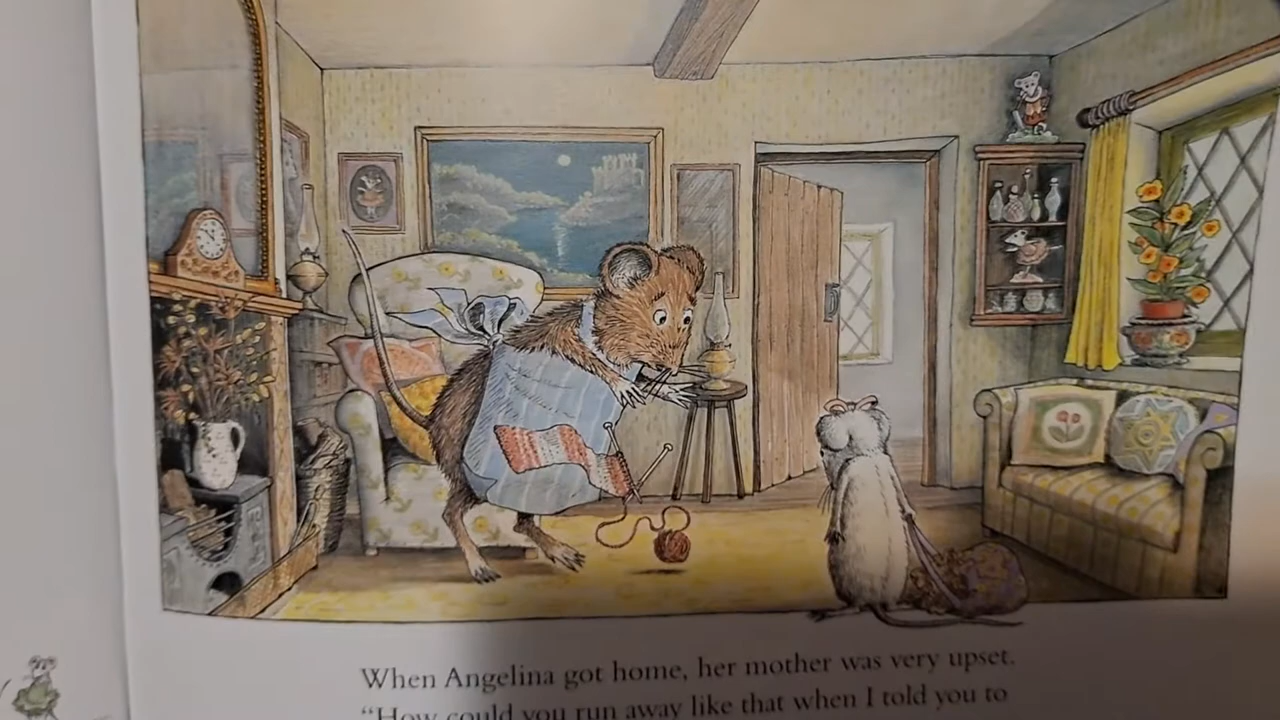 When Angelina got home, her mother was very upset.
“How could you run away like that when I told you to